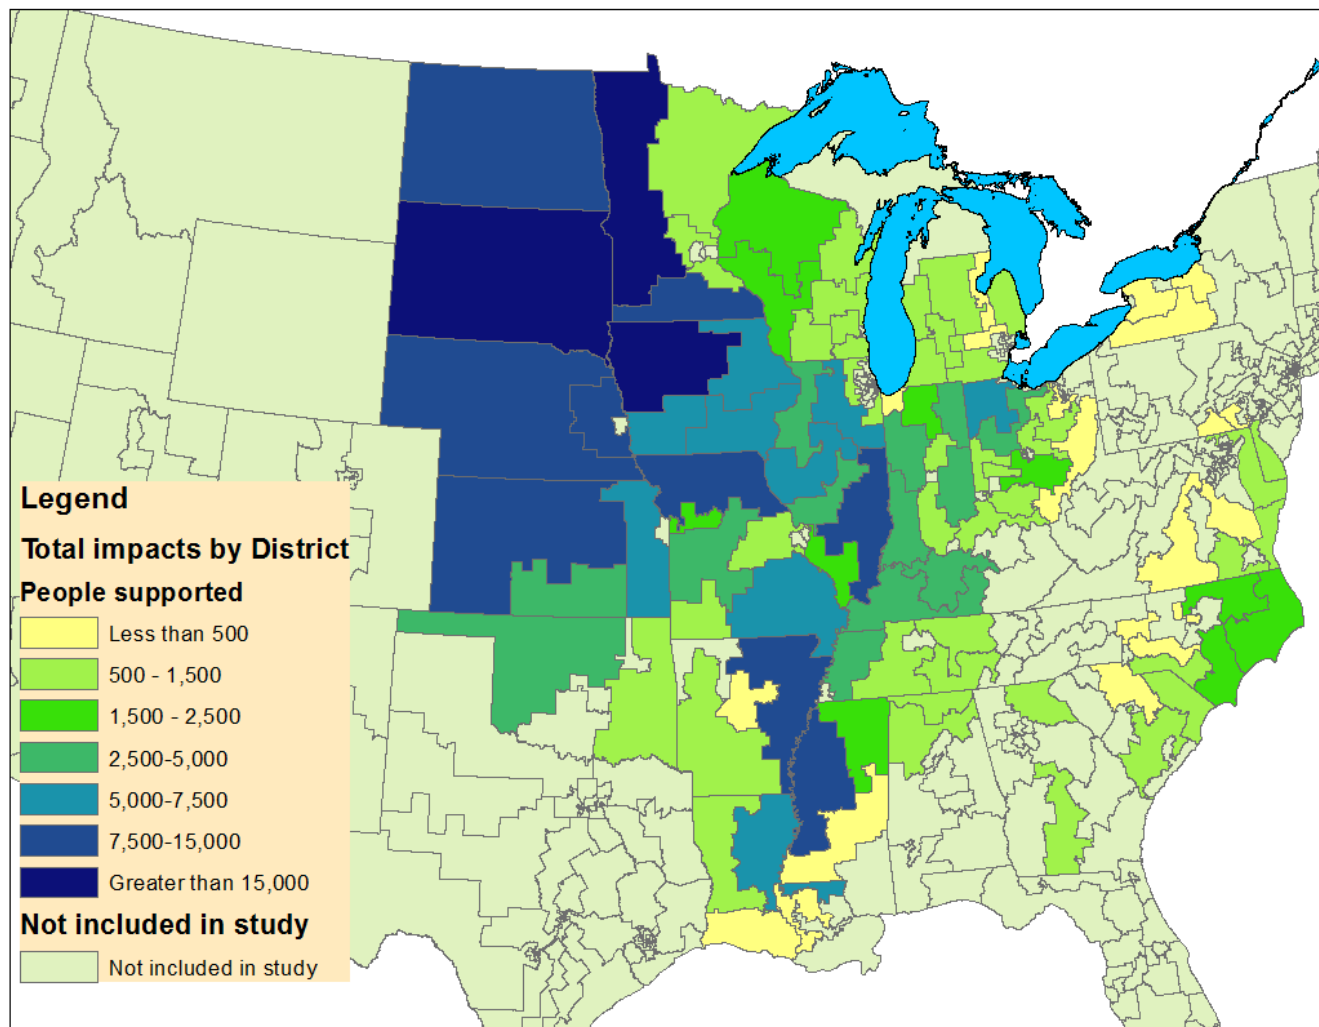 Legend
Total impacts by District
People supported
Less than 500
500 - 1,500
1,500 - 2,500
2,500-5,000
5,000-7,500
7,500-15,000
Greater than 15,000
Not included in study
Not included in study